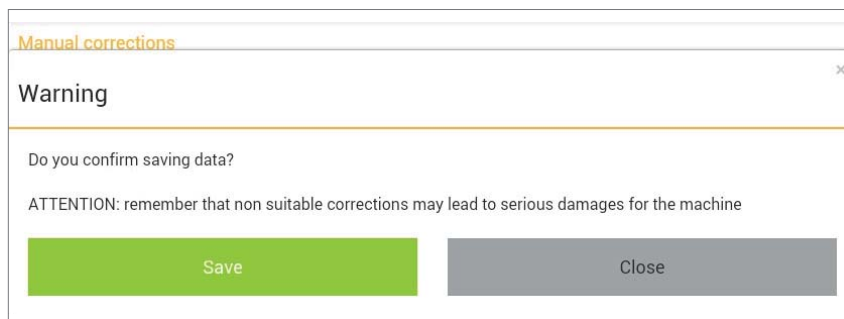 Manual corrections
×
Warning
Do you confirm saving data?
ATTENTION: remember that non suitable corrections may lead to serious damages for the machine
Save
Close